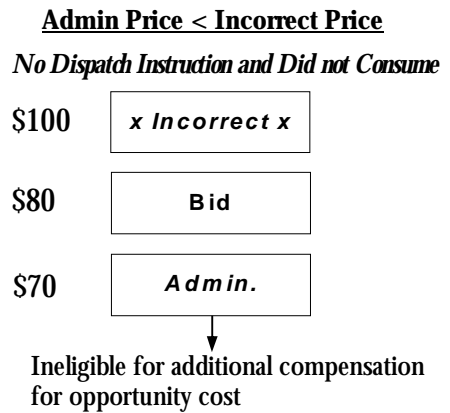 Admin Price < Incorrect Price
No Dispatch Instruction and Did not Consume
$100 x Incorrect x
$80 Bid
$70 Admin.
Ineligible for additional compensation
for opportunity cost